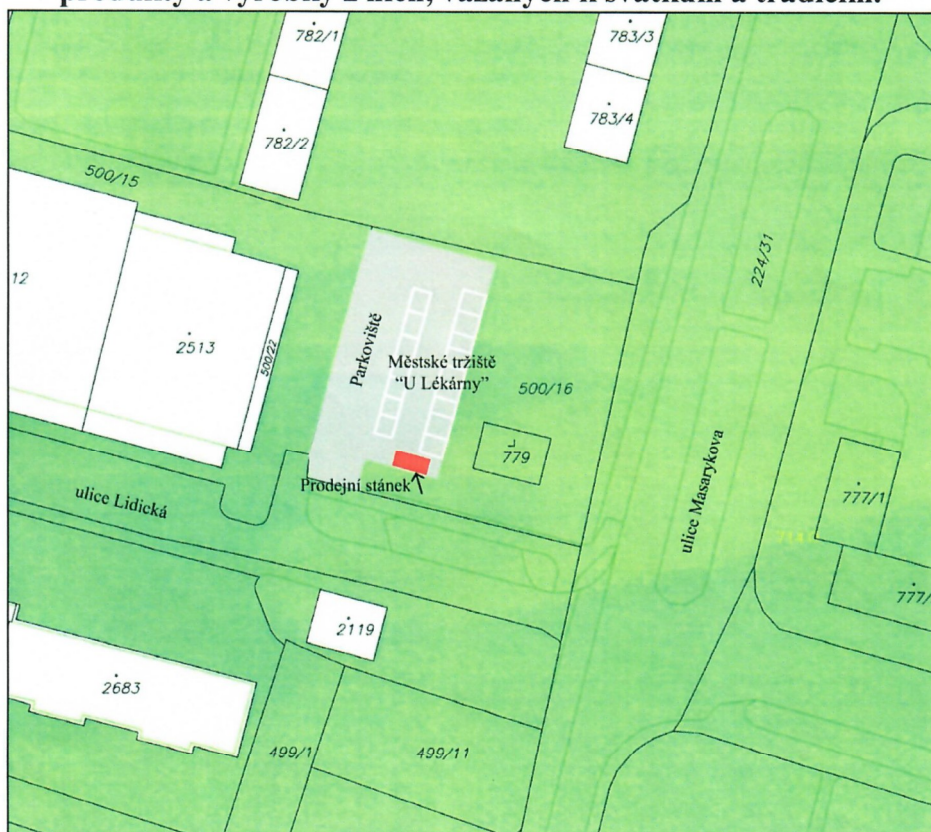 782/1
783/3
782/2
783/4
500/15
224/31
12
2513
500/22
Parkoviště
Městské tržiště
“U Lékárny”
500/16
779
Prodejní stánek
ulice Lidická
ulice Masarykova
777/1
777/
2119
2683
499/1
499/11